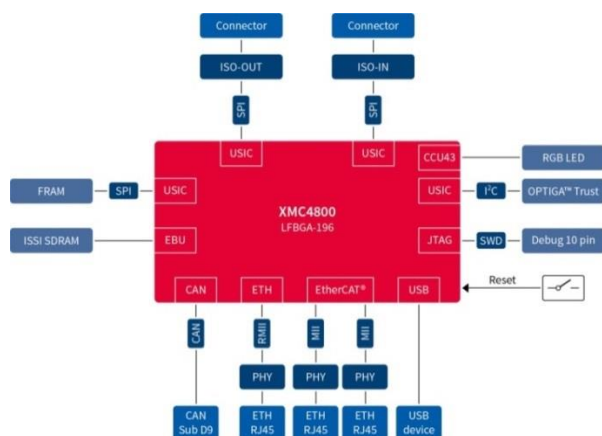 Connector
Connector
ISO-OUT
ISO-IN
SPI
SPI
USIC
USIC
CCU43
RGB LED
FRAM
SPI
USIC
XMC4800
LFBGA-196
USIC
I²C
OPTIGA™ Trust
ISSI SDRAM
EBU
JTAG
SWD
Debug 10 pin
CAN
ETH
EtherCAT®
USB
Reset
CAN
RMII
MII
MII
PHY
PHY
PHY
CAN
Sub D9
ETH
RJ45
ETH
RJ45
ETH
RJ45
USB
device